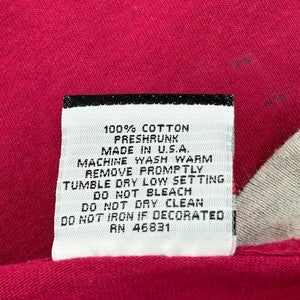 100% COTTON
PRESHRUNK
MADE IN U.S.A.
MACHINE WASH WARM
REMOVE PROMPTLY
TUMBLE DRY LOW SETTING
DO NOT BLEACH
DO NOT DRY CLEAN
DO NOT IRON IF DECORATED
RN 46831